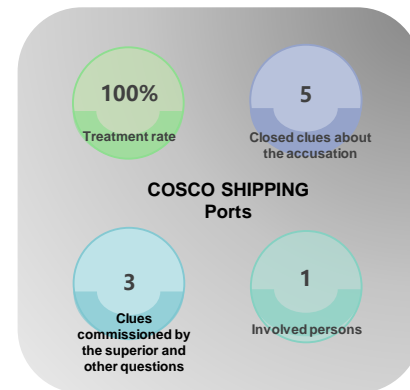 100%
Treatment rate
5
Closed clues about
the accusation
COSCO SHIPPING
Ports
3
Clues
commissioned by
the superior and
other questions
1
Involved persons